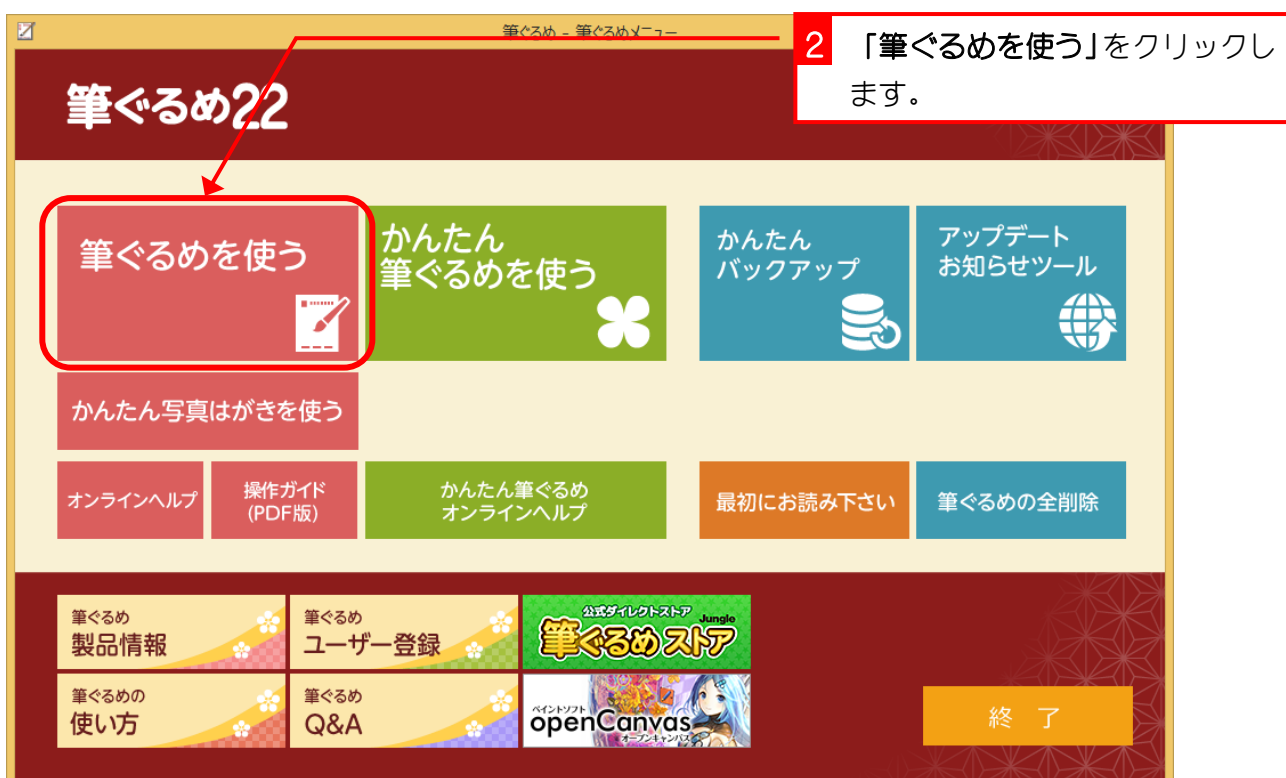 筆ぐるめ - 筆ぐるめメニュー
2 「筆ぐるめを使う」をクリックし
ます。
筆ぐるめ22
筆ぐるめを使う
かんたん
筆ぐるめを使う
かんたん
バックアップ
アップデート
お知らせツール
かんたん写真はがきを使う
オンラインヘルプ
操作ガイド
(PDF版)
かんたん筆ぐるめ
オンラインヘルプ
最初にお読み下さい
筆ぐるめの全削除
筆ぐるめ
製品情報
筆ぐるめ
ユーザー登録
公式ダイレクトストア
Jungle
筆ぐるめストア
筆ぐるめの
使い方
筆ぐるめ
Q&A
ペイントソフト
openCanvas
オープンキャンバス
終 了